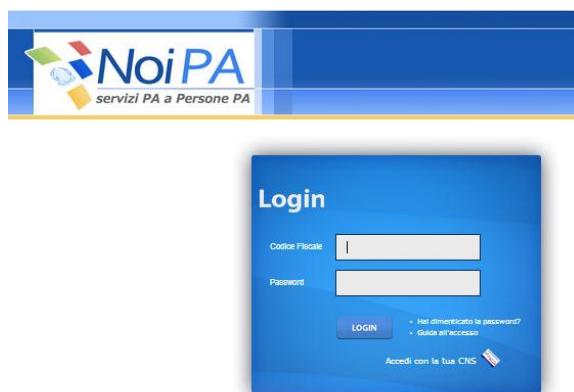 NoiPA
servizi PA a Persone PA
Login
Codice Fiscale
Password
LOGIN
• Hai dimenticato la password?
• Guida all'accesso
Accedi con la tua CNS